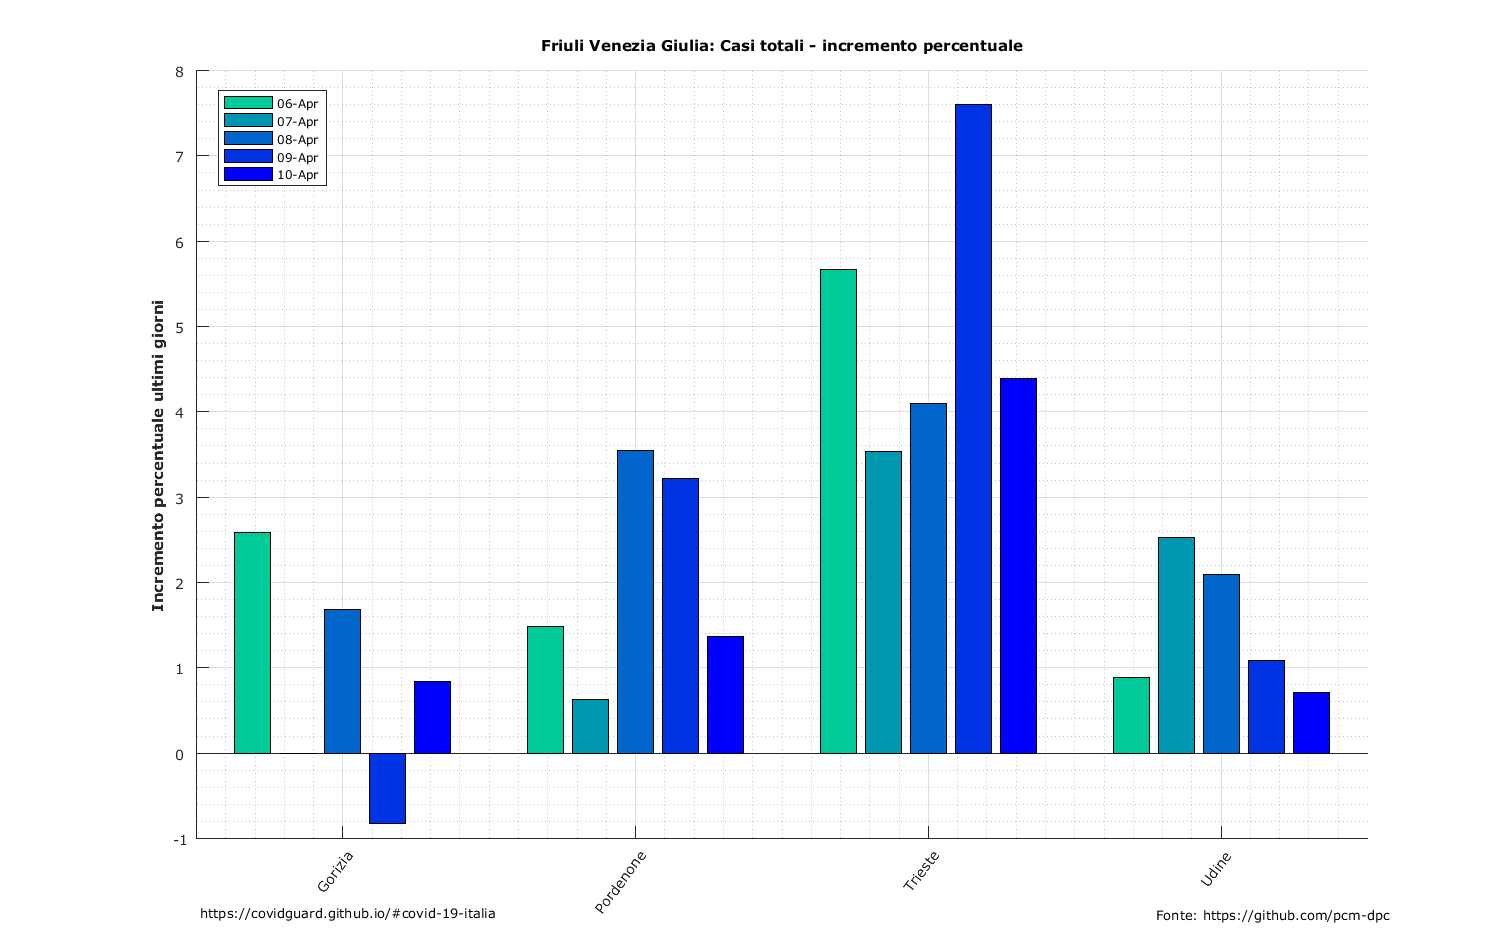 Friuli Venezia Giulia: Casi totali - incremento percentuale
8
7
6
5
4
3
2
1
0
-1
Incremento percentuale ultimi giorni
06-Apr
07-Apr
08-Apr
09-Apr
10-Apr
Gorizia
Pordenone
Trieste
Udine
https://covidguard.github.io/#covid-19-italia
Fonte: https://github.com/pcm-dpc